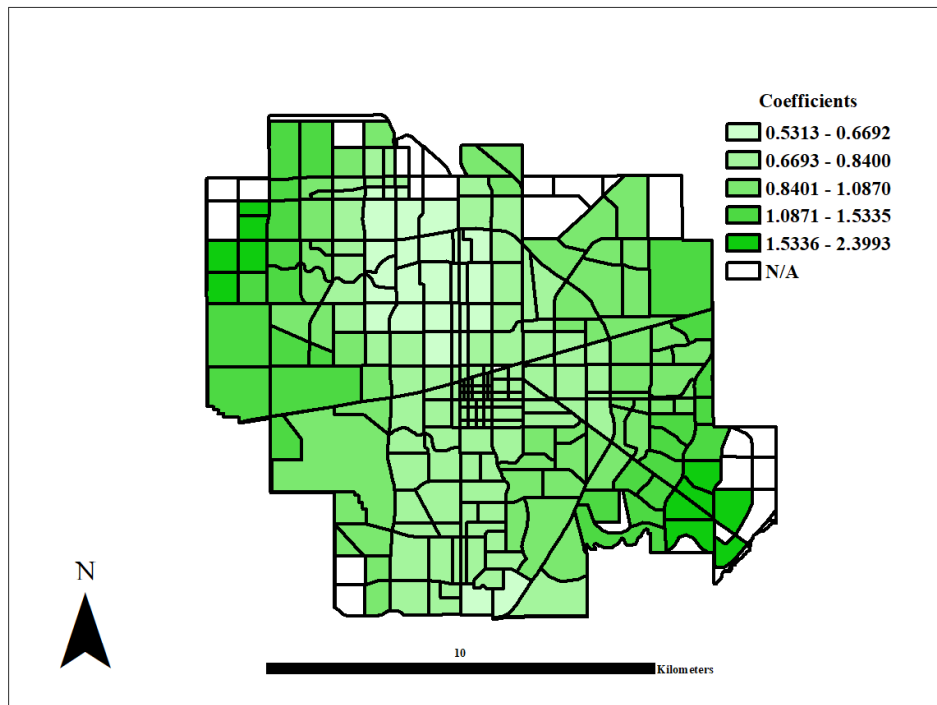 Coefficients
0.5313 - 0.6692
0.6693 - 0.8400
0.8401 - 1.0870
1.0871 - 1.5335
1.5336 - 2.3993
N/A
N
10
Kilometers